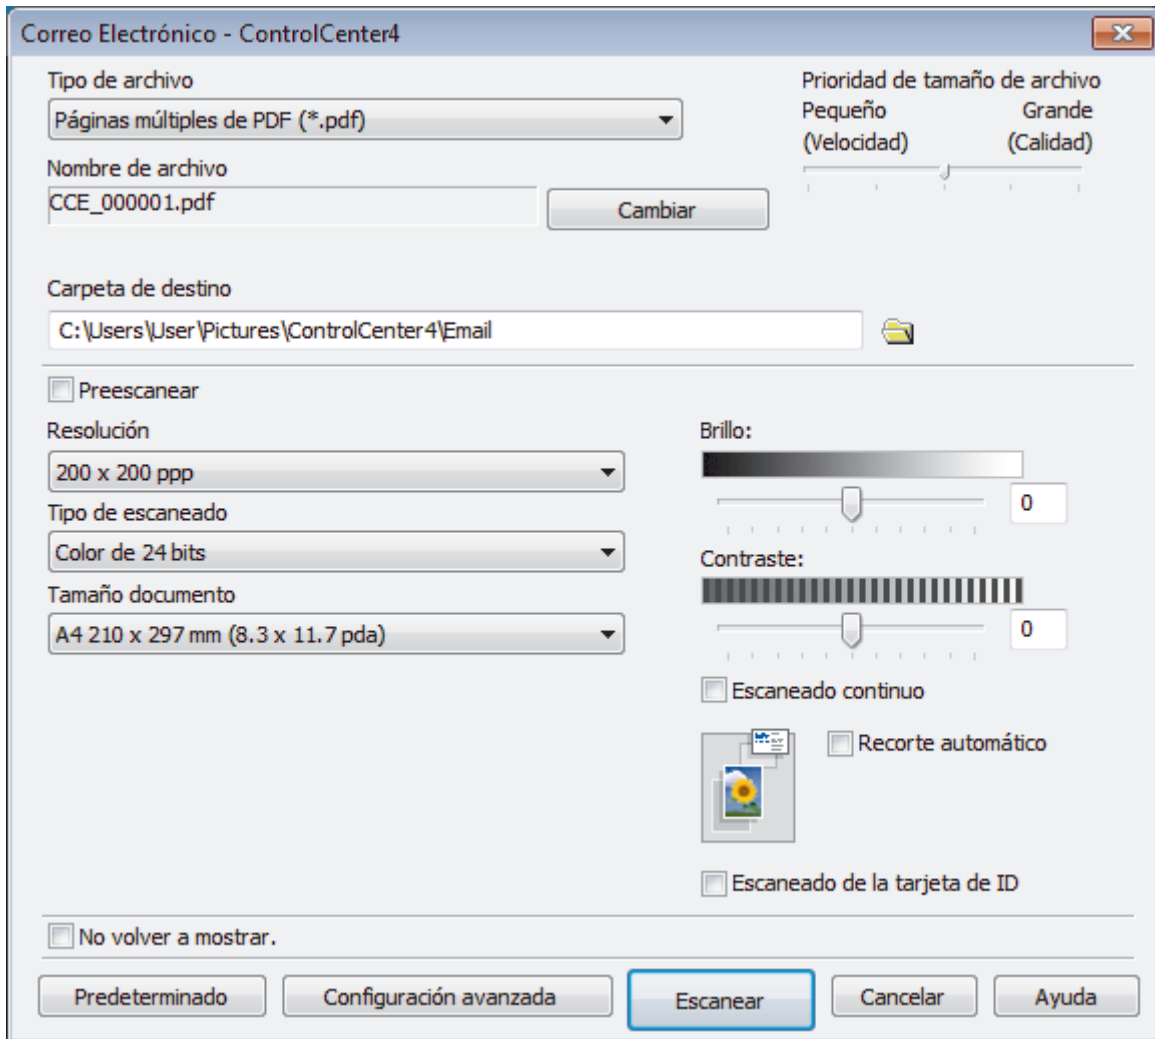 Correo Electrónico - ControlCenter4
Tipo de archivo
Páginas múltiples de PDF (*.pdf)
Prioridad de tamaño de archivo
Pequeño Grande
(Velocidad) (Calidad)
Nombre de archivo
CCE_000001.pdf
Cambiar
Carpeta de destino
C:\Users\User\Pictures\ControlCenter4\Email
Preescanear
Resolución
200 x 200 ppp
Tipo de escaneado
Color de 24 bits
Tamaño documento
A4 210 x 297 mm (8.3 x 11.7 pda)
Brillo:
0
Contraste:
0
Escaneado continuo
Recorte automático
Escaneado de la tarjeta de ID
No volver a mostrar.
Predeterminado Configuración avanzada Escanear Cancelar Ayuda